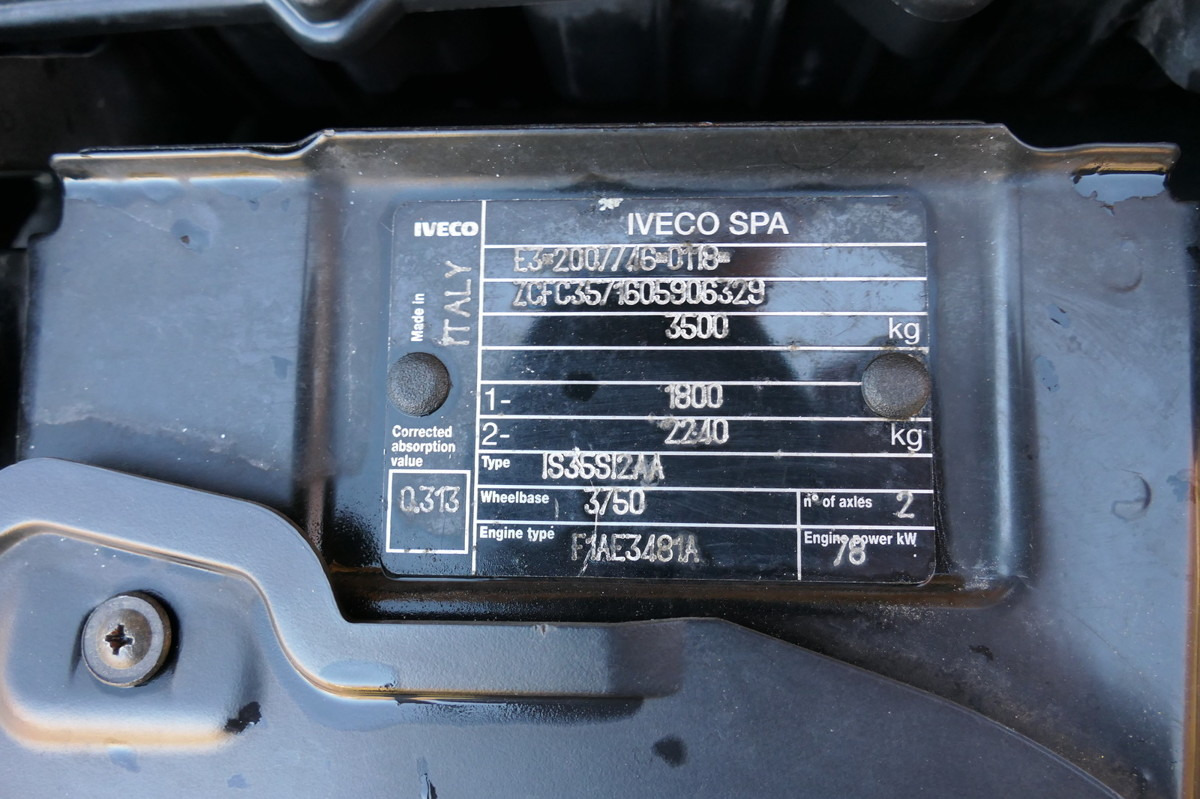 IVECO
IVECO SPA
E3*2007/46*0118*
ZCFC3571605906329
Made in
ITALY
3500 kg
1- 1800
2- 2240 kg
Corrected
absorption
value
0.313
Type IS35SI2AA
Wheelbase 3750
n° of axles 2
Engine type F1AE3481A
Engine power kW
78